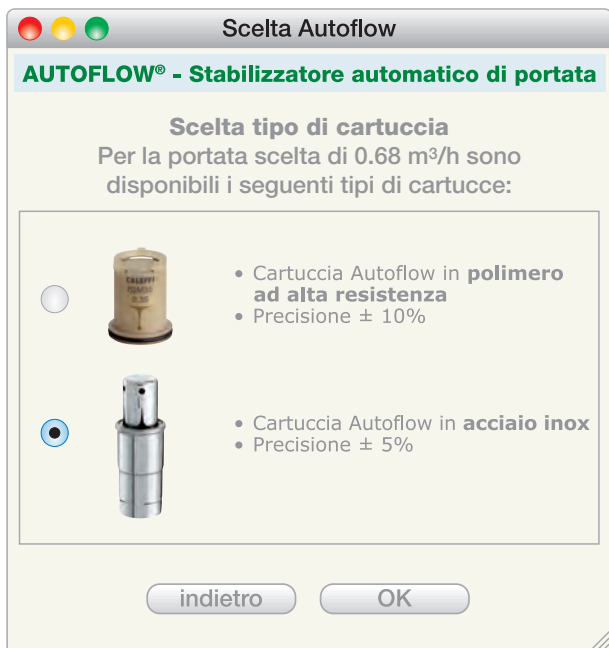 Scelta Autoflow
AUTOFLOW® - Stabilizzatore automatico di portata
Scelta tipo di cartuccia
Per la portata scelta di 0.68 m³/h sono
disponibili i seguenti tipi di cartucce:
CALEFFI
• Cartuccia Autoflow in polimero
ad alta resistenza
• Precisione ± 10%
• Cartuccia Autoflow in acciaio inox
• Precisione ± 5%
indietro
OK